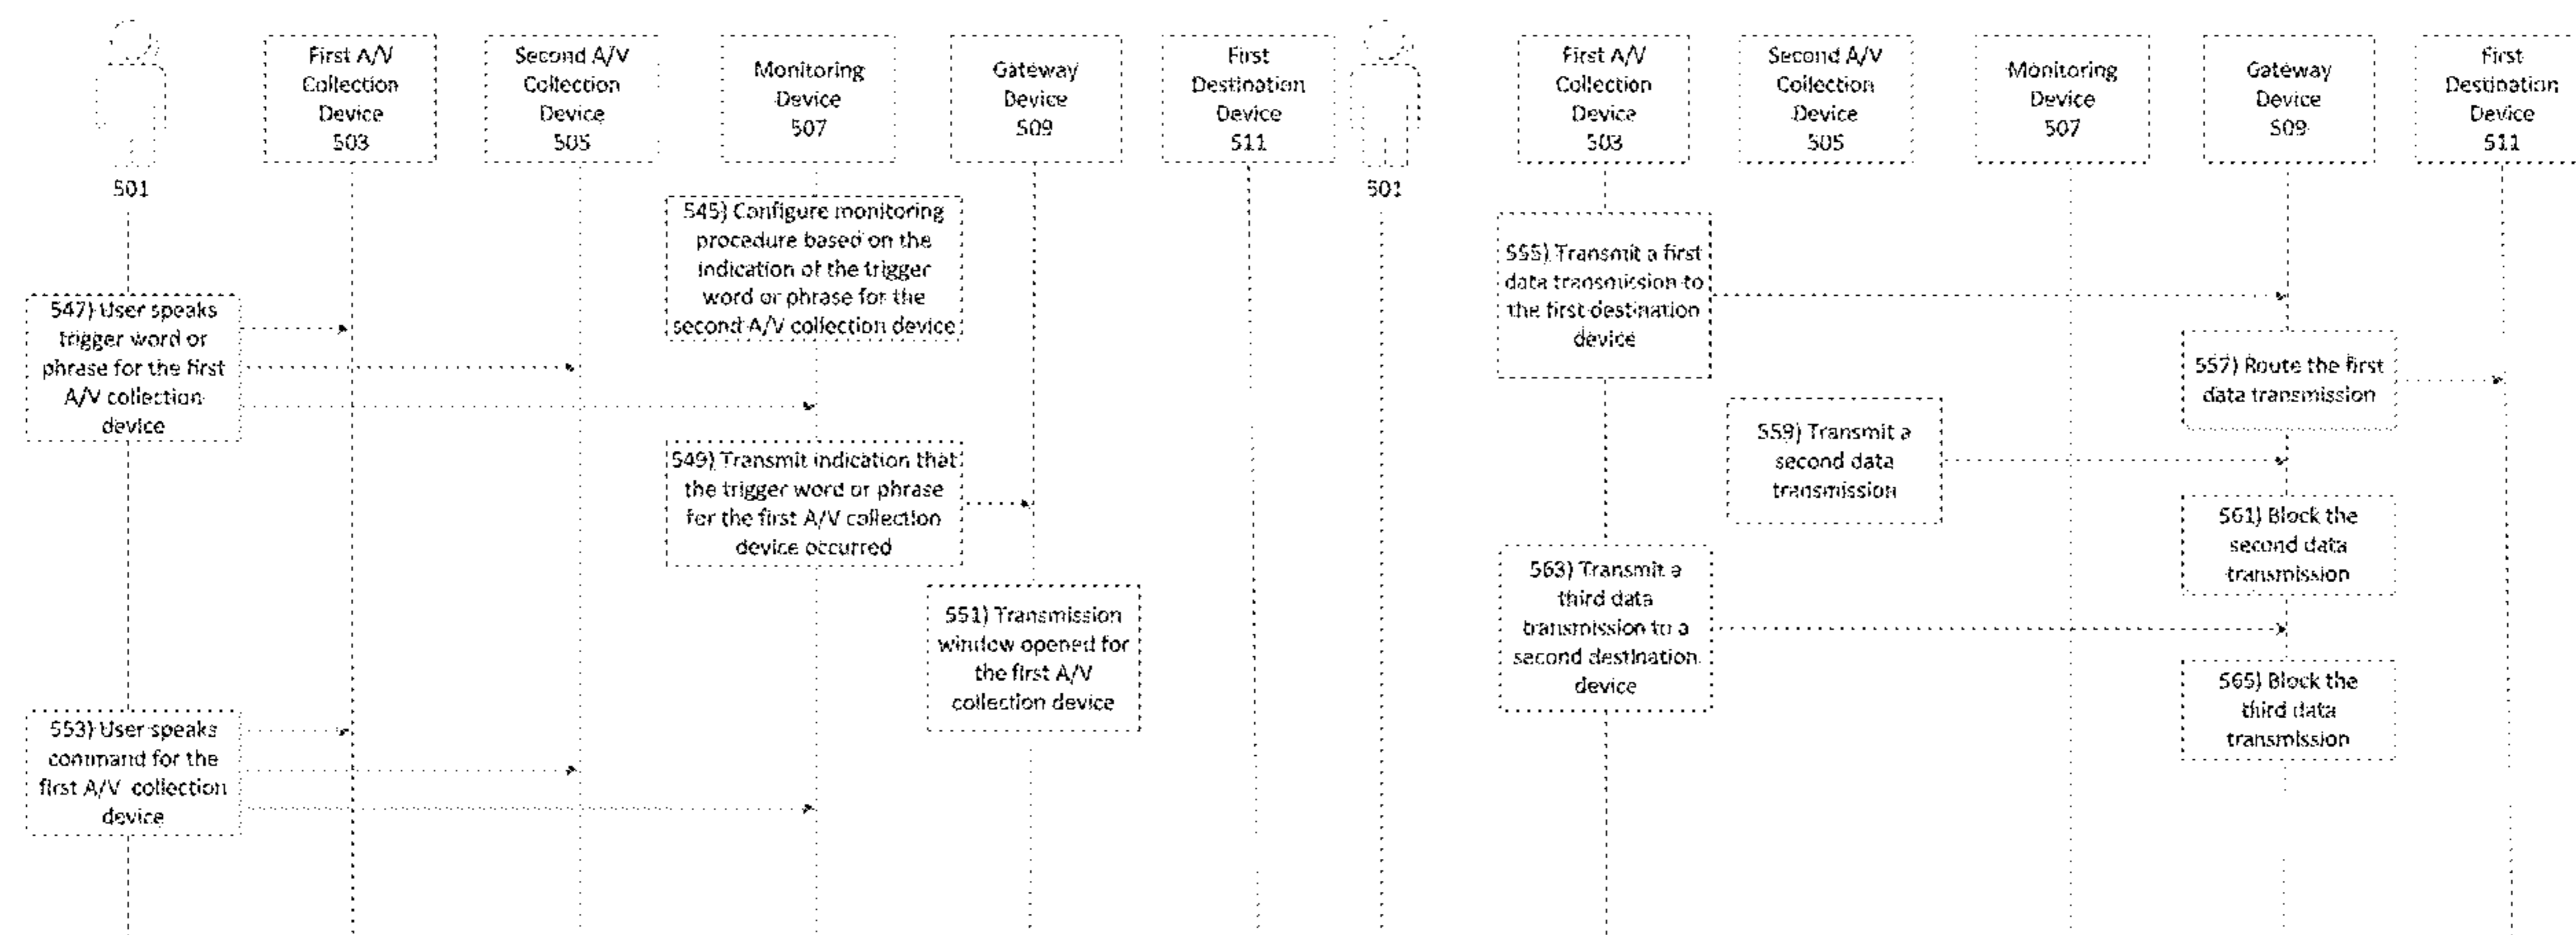 First A/V
Collection
Device
503
Second A/V
Collection
Device
505
Monitoring
Device
507
Gateway
Device
509
First
Destination
Device
511
501
545) Configure monitoring
procedure based on the
indication of the trigger
word or phrase for the
second A/V collection device
547) User speaks
trigger word or
phrase for the first
A/V collection
device
549) Transmit indication that
the trigger word or phrase
for the first A/V collection
device occurred
551) Transmission
window opened for
the first A/V
collection device
553) User speaks
command for the
first A/V collection
device
501
First A/V
Collection
Device
503
Second A/V
Collection
Device
505
Monitoring
Device
507
Gateway
Device
509
First
Destination
Device
511
555) Transmit a first
data transmission to
the first destination
device
557) Route the first
data transmission
559) Transmit a
second data
transmission
561) Block the
second data
transmission
563) Transmit a
third data
transmission to a
second destination
device
565) Block the
third data
transmission